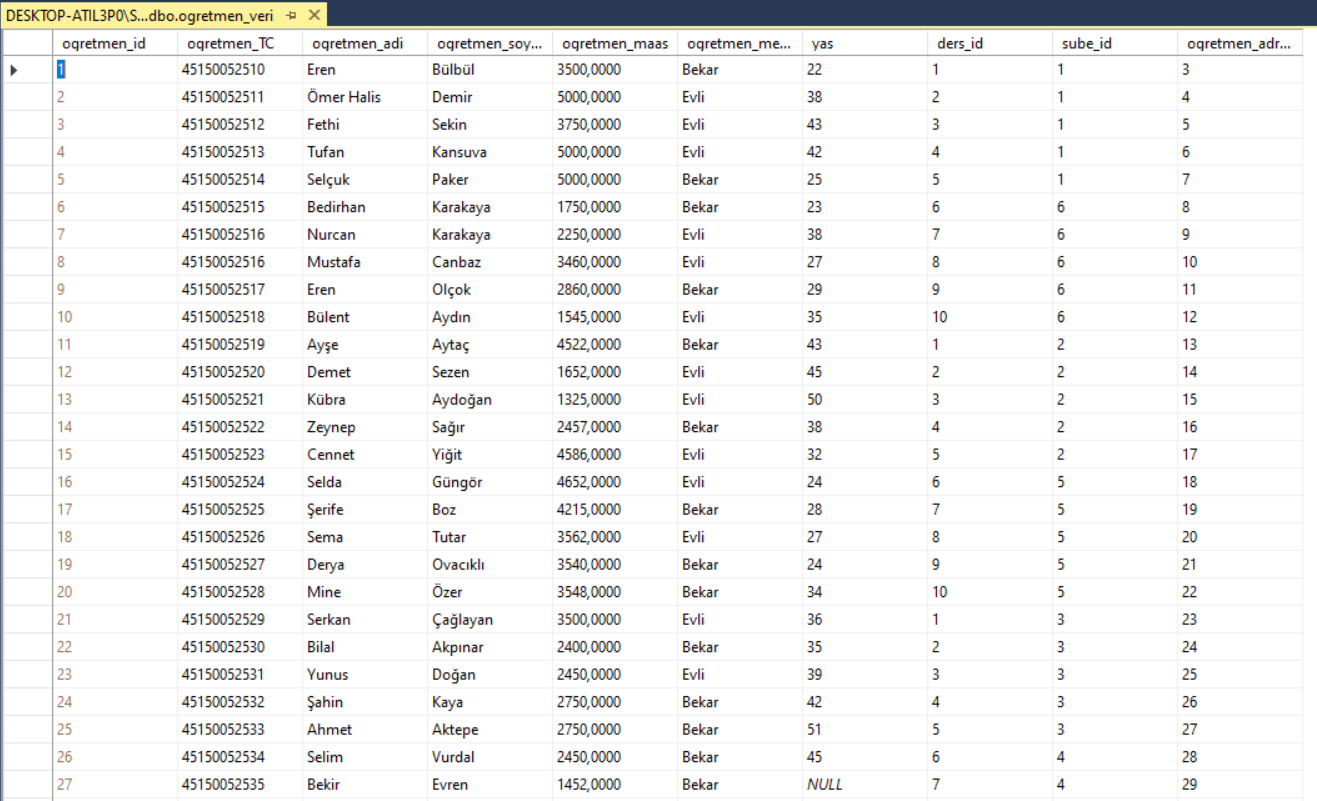 DESKTOP-ATIL3P0\S...dbo.ogretmen_veri
ogretmen_id ogretmen_TC ogretmen_adi ogretmen_soy... ogretmen_maas ogretmen_me... yas ders_id sube_id ogretmen_adr...
1 45150052510 Eren Bülbül 3500,0000 Bekar 22 1 1 3
2 45150052511 Ömer Halis Demir 5000,0000 Evli 38 2 1 4
3 45150052512 Fethi Sekin 3750,0000 Evli 43 3 1 5
4 45150052513 Tufan Kansuva 5000,0000 Evli 42 4 1 6
5 45150052514 Selçuk Paker 5000,0000 Bekar 25 5 1 7
6 45150052515 Bedirhan Karakaya 1750,0000 Bekar 23 6 6 8
7 45150052516 Nurcan Karakaya 2250,0000 Evli 38 7 6 9
8 45150052516 Mustafa Canbaz 3460,0000 Evli 27 8 6 10
9 45150052517 Eren Olçok 2860,0000 Bekar 29 9 6 11
10 45150052518 Bülent Aydın 1545,0000 Evli 35 10 6 12
11 45150052519 Ayşe Aytaç 4522,0000 Bekar 43 1 2 13
12 45150052520 Demet Sezen 1652,0000 Evli 45 2 2 14
13 45150052521 Kübra Aydoğan 1325,0000 Evli 50 3 2 15
14 45150052522 Zeynep Sağır 2457,0000 Bekar 38 4 2 16
15 45150052523 Cennet Yiğit 4586,0000 Evli 32 5 2 17
16 45150052524 Selda Güngör 4652,0000 Evli 24 6 5 18
17 45150052525 Şerife Boz 4215,0000 Bekar 28 7 5 19
18 45150052526 Sema Tutar 3562,0000 Evli 27 8 5 20
19 45150052527 Derya Ovacıklı 3540,0000 Bekar 24 9 5 21
20 45150052528 Mine Özer 3548,0000 Bekar 34 10 5 22
21 45150052529 Serkan Çağlayan 3500,0000 Evli 36 1 3 23
22 45150052530 Bilal Akpınar 2400,0000 Bekar 35 2 3 24
23 45150052531 Yunus Doğan 2450,0000 Evli 39 3 3 25
24 45150052532 Şahin Kaya 2750,0000 Bekar 42 4 3 26
25 45150052533 Ahmet Aktepe 2750,0000 Bekar 51 5 3 27
26 45150052534 Selim Vurdal 2450,0000 Bekar 45 6 4 28
27 45150052535 Bekir Evren 1452,0000 Bekar NULL 7 4 29